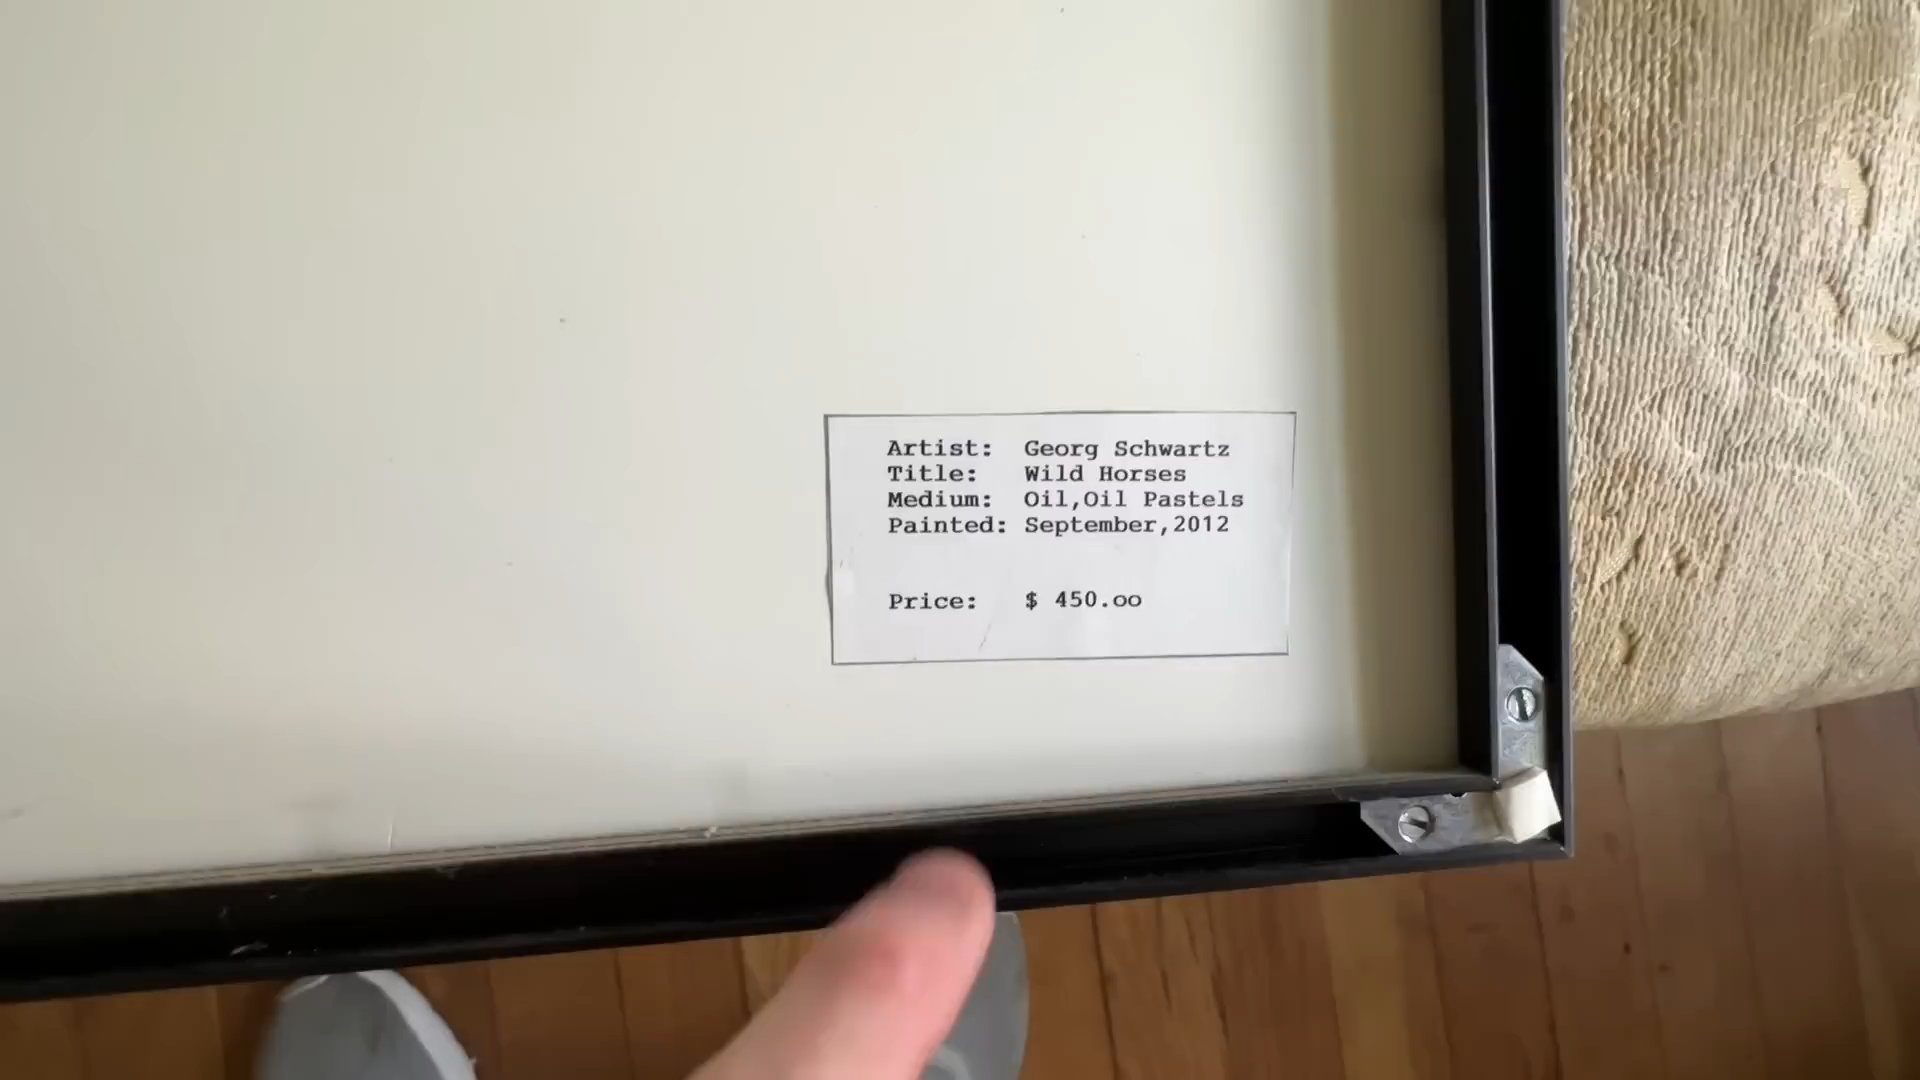 Artist: Georg Schwartz
Title: Wild Horses
Medium: Oil,Oil Pastels
Painted: September,2012
Price: $ 450.oo